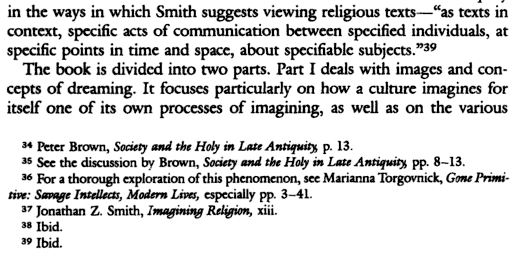 in the ways in which Smith suggests viewing religious texts—“as texts in
context, specific acts of communication between specified individuals, at
specific points in time and space, about specifiable subjects.”39
The book is divided into two parts. Part I deals with images and con-
cepts of dreaming. It focuses particularly on how a culture imagines for
itself one of its own processes of imagining, as well as on the various
34 Peter Brown, Society and the Holy in Late Antiquity, p. 13.
35 See the discussion by Brown, Society and the Holy in Late Antiquity, pp. 8–13.
36 For a thorough exploration of this phenomenon, see Marianna Torgovnick, Gone Primi-
tive: Savage Intellects, Modern Lives, especially pp. 3–41.
37 Jonathan Z. Smith, Imagining Religion, xiii.
38 Ibid.
39 Ibid.